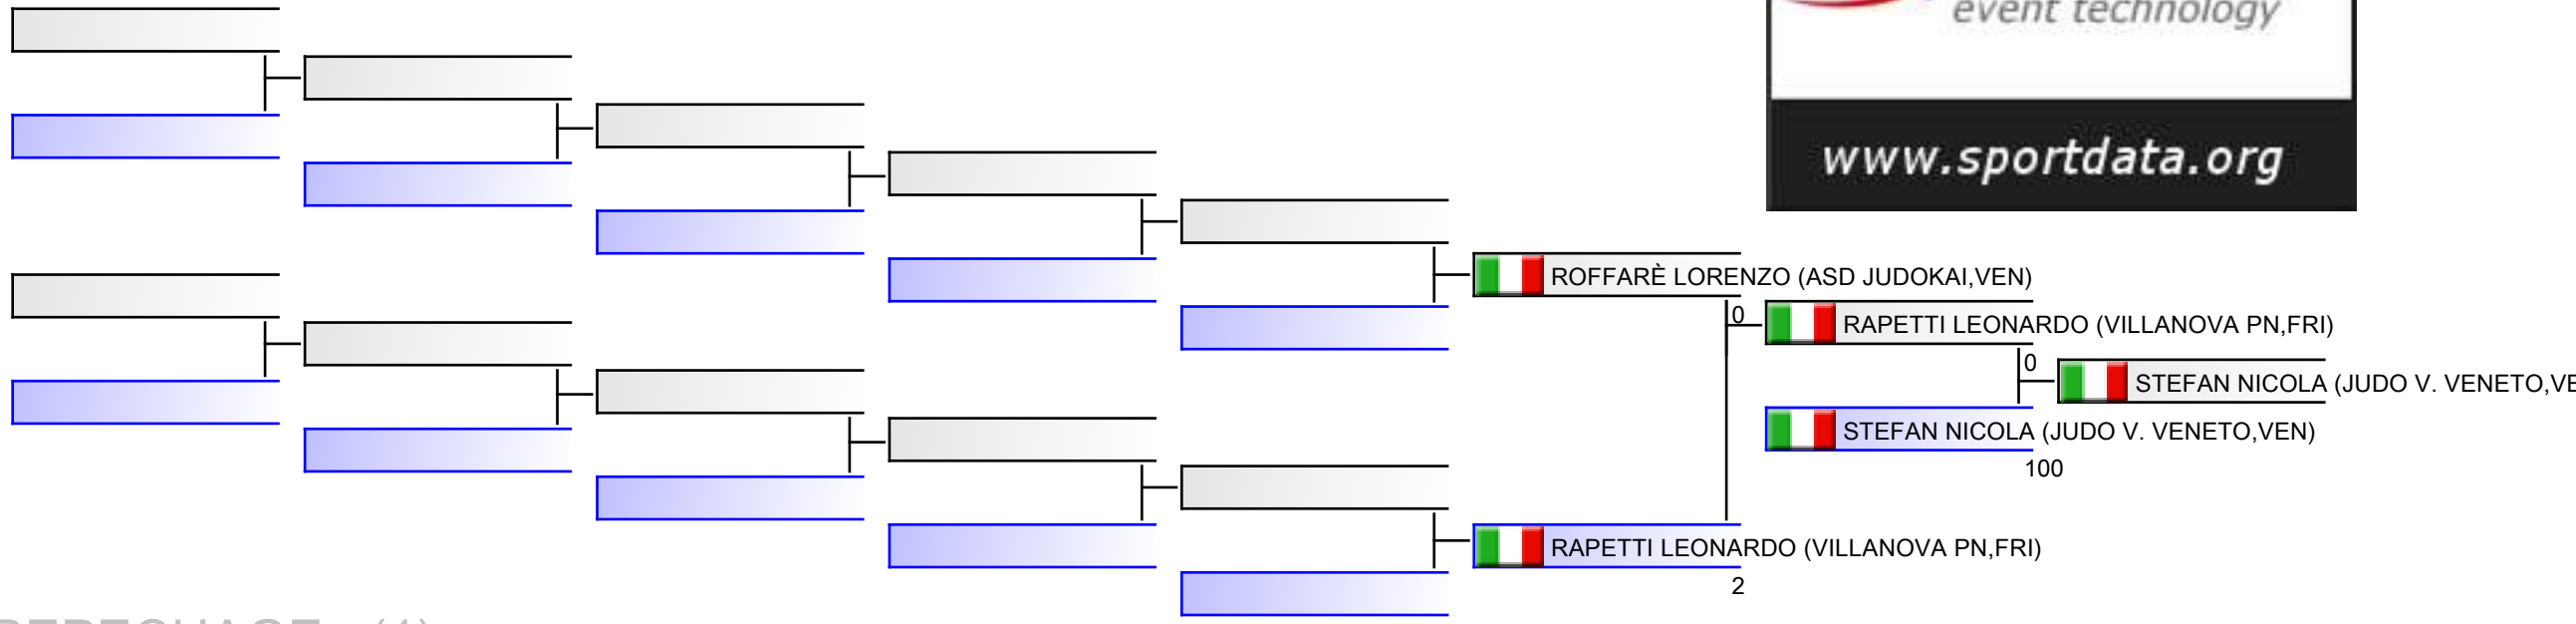 event technology
www.sportdata.org
ROFFARÈ LORENZO (ASD JUDOKAI,VEN)
0
RAPETTI LEONARDO (VILLANOVA PN,FRI)
0
STEFAN NICOLA (JUDO V. VENETO,VE
STEFAN NICOLA (JUDO V. VENETO,VEN)
100
RAPETTI LEONARDO (VILLANOVA PN,FRI)
2